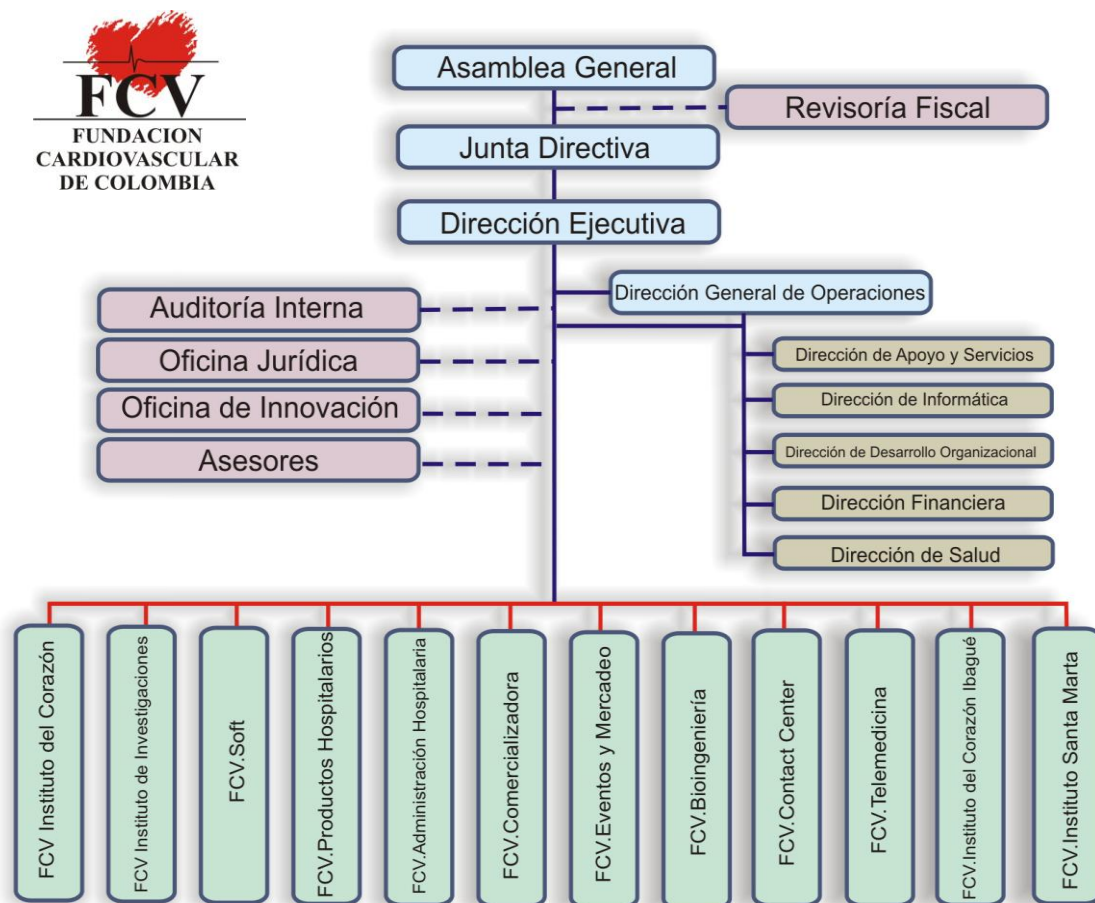 FCV
FUNDACION
CARDIOVASCULAR
DE COLOMBIA
Asamblea General
Revisoría Fiscal
Junta Directiva
Dirección Ejecutiva
Dirección General de Operaciones
Auditoría Interna
Oficina Jurídica
Oficina de Innovación
Asesores
Dirección de Apoyo y Servicios
Dirección de Informática
Dirección de Desarrollo Organizacional
Dirección Financiera
Dirección de Salud
FCV Instituto del Corazón
FCV Instituto de Investigaciones
FCV.Soft
FCV.Productos Hospitalarios
FCV.Administración Hospitalaria
FCV.Comercializadora
FCV.Eventos y Mercadeo
FCV.Bioingeniería
FCV.Contact Center
FCV.Telemedicina
FCV.Instituto del Corazón Ibagué
FCV.Instituto Santa Marta